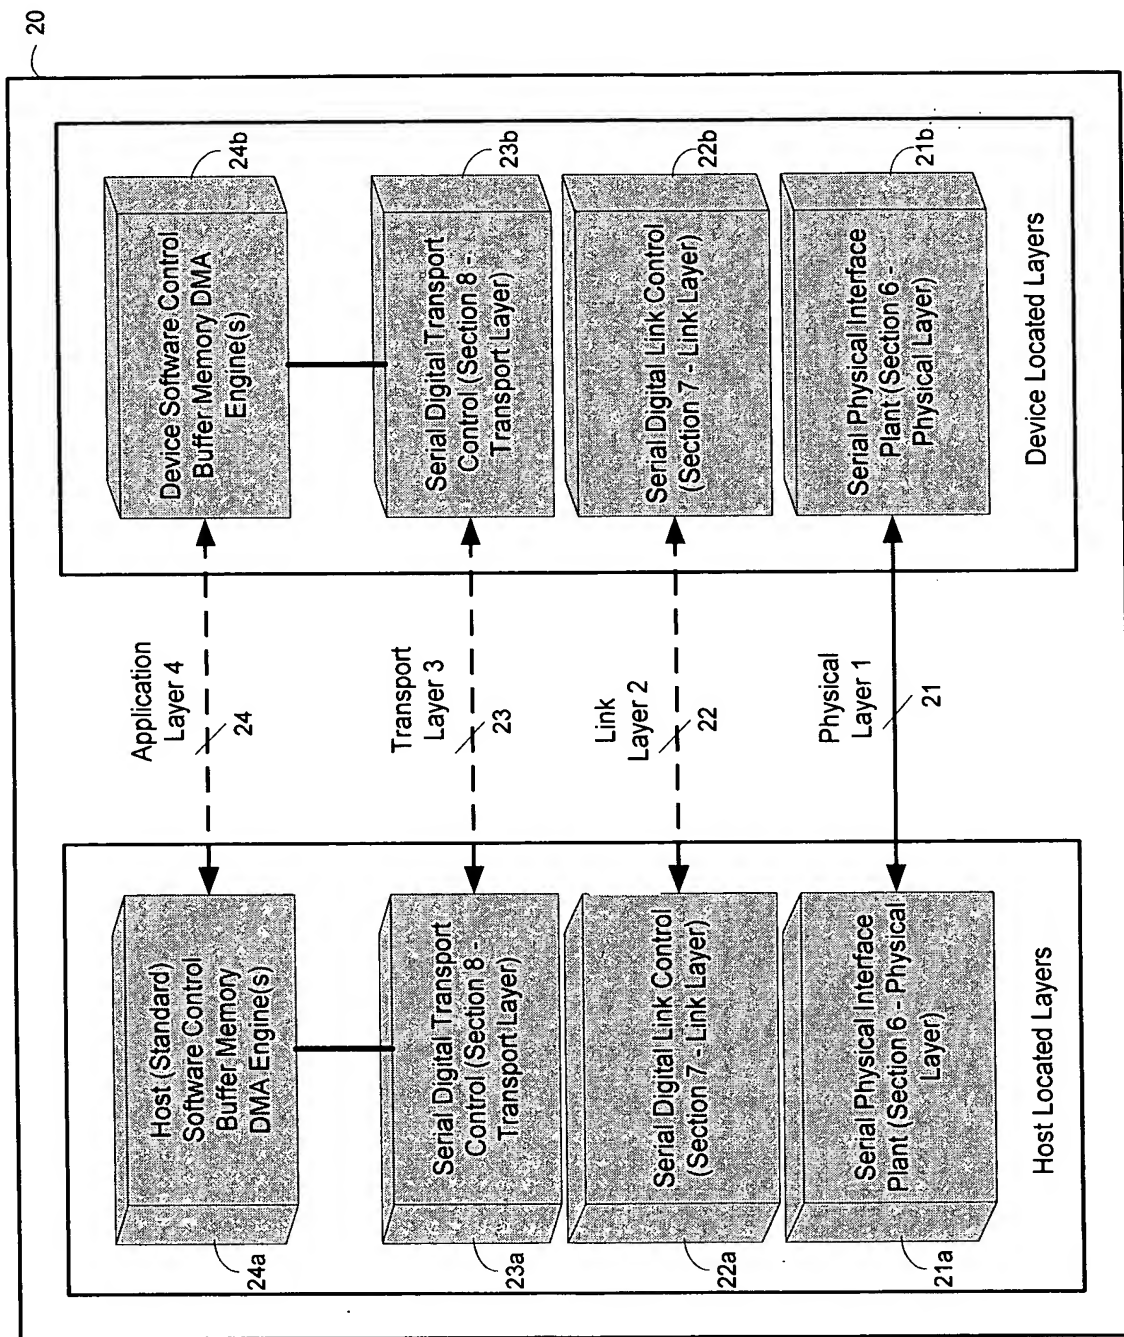 20
Host (Standard)
Software Control
Buffer Memory
DMA Engine(s)
24a
Application
Layer 4
24
Device Software Control
Buffer Memory DMA
Engine(s)
24b
Serial Digital Transport
Control (Section 8 -
Transport Layer)
23a
Transport
Layer 3
23
Serial Digital Transport
Control (Section 8 -
Transport Layer)
23b
Serial Digital Link Control
(Section 7 - Link Layer)
22a
Link
Layer 2
22
Serial Digital Link Control
(Section 7 - Link Layer)
22b
Serial Physical Interface
Plant (Section 6 - Physical
Layer)
21a
Physical
Layer 1
21
Serial Physical Interface
Plant (Section 6 -
Physical Layer)
21b
Host Located Layers
Device Located Layers